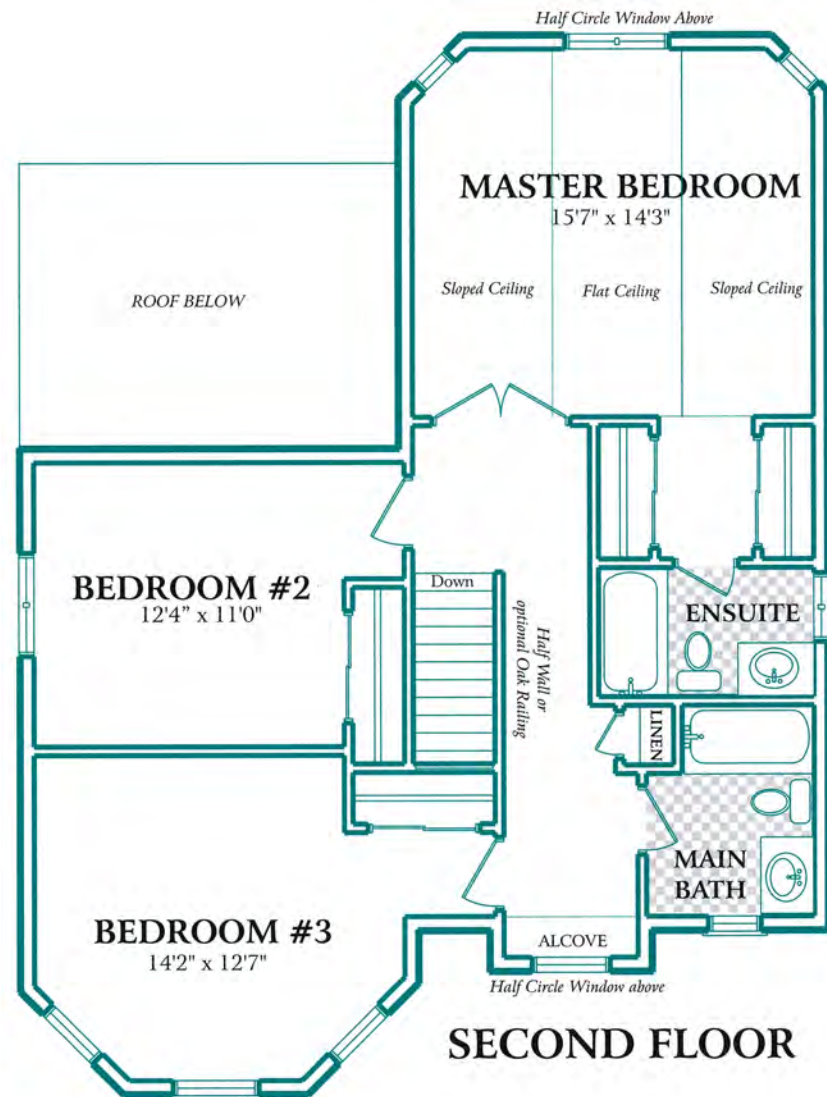 Half Circle Window Above
MASTER BEDROOM
15'7" x 14'3"
Sloped Ceiling
Flat Ceiling
Sloped Ceiling
ROOF BELOW
BEDROOM #2
12'4” x 11'0"
Down
Half Wall or
optional Oak Railing
ENSUITE
LINEN
MAIN
BATH
BEDROOM #3
14'2" x 12'7"
ALCOVE
Half Circle Window above
SECOND FLOOR